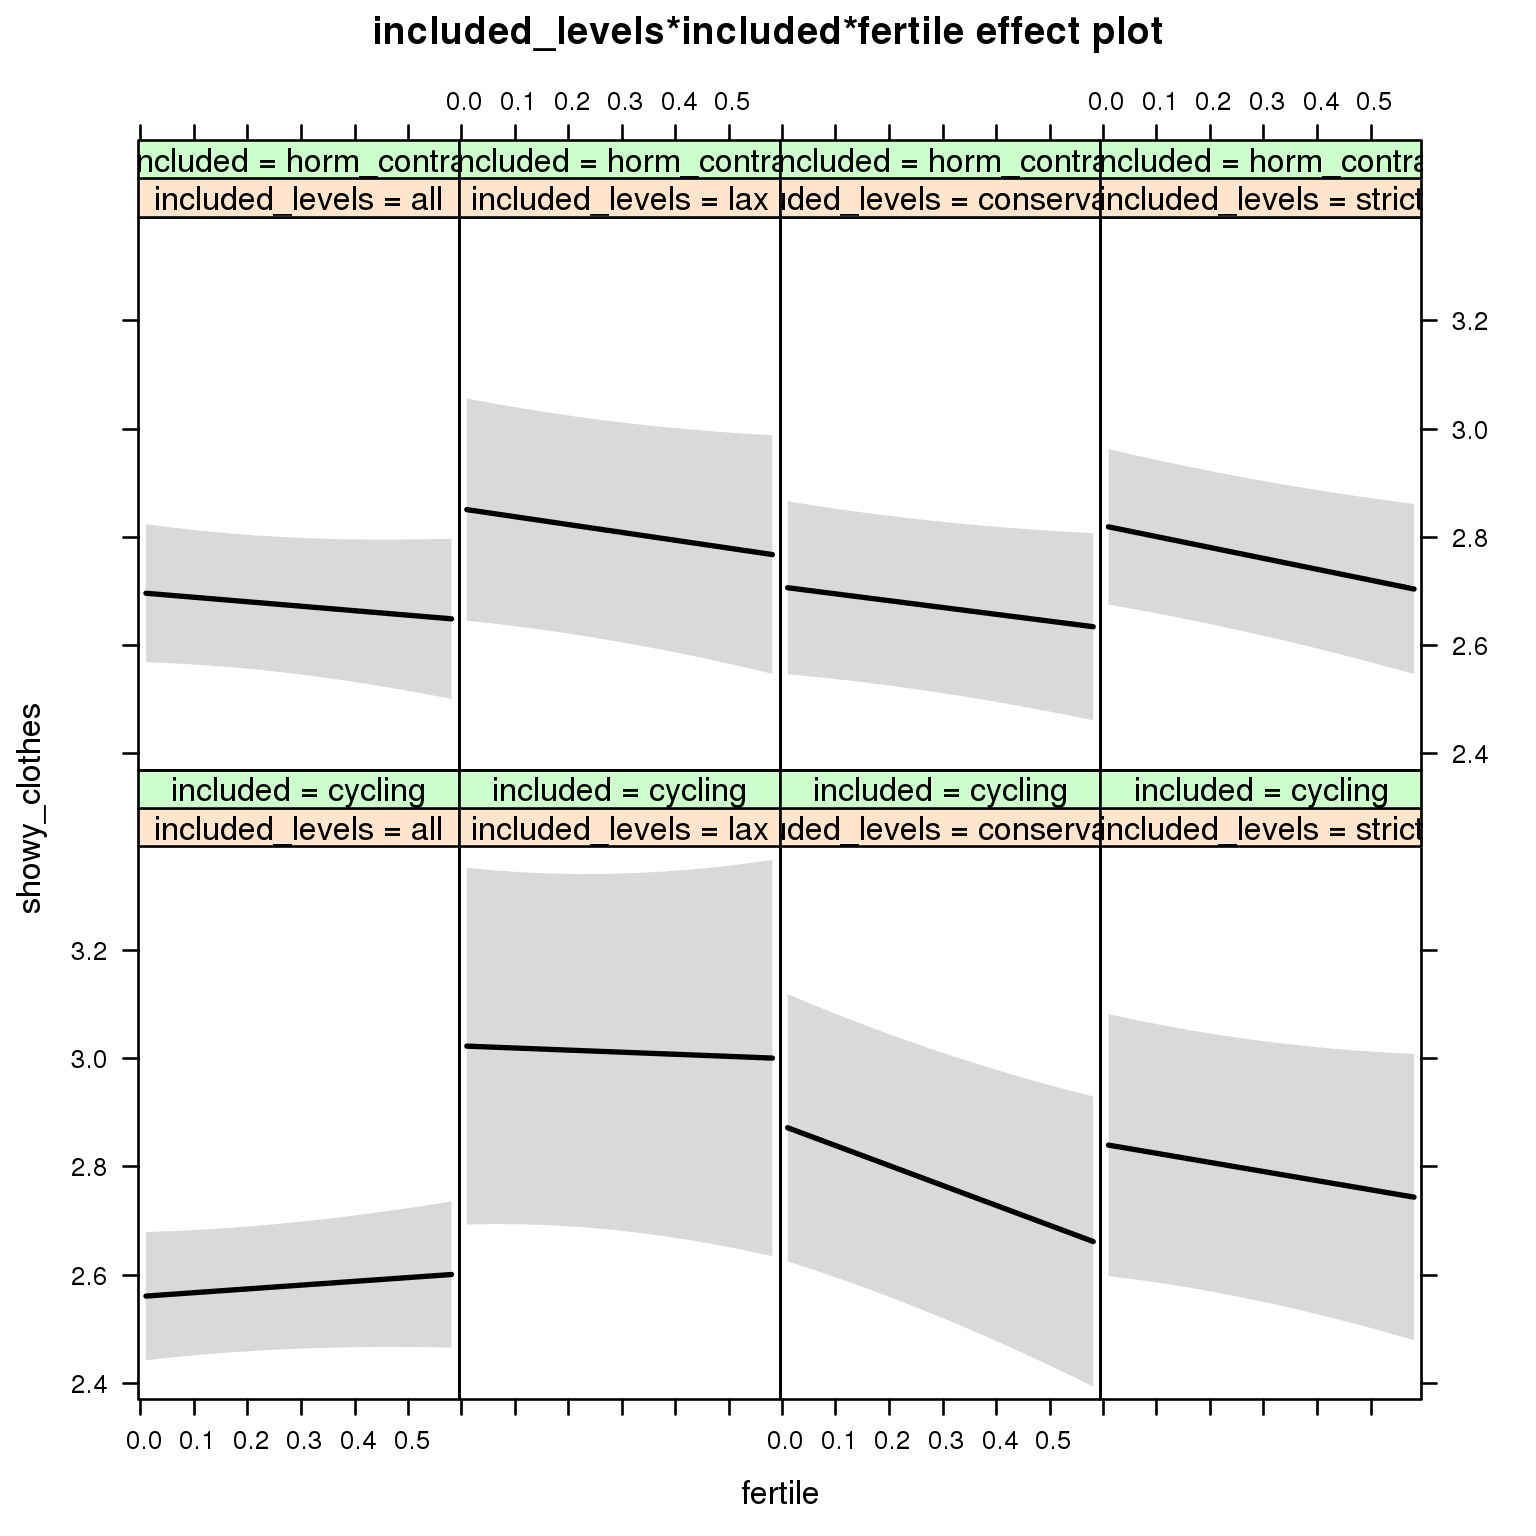 included_levels*included*fertile effect plot
0.0 0.1 0.2 0.3 0.4 0.5 0.0 0.1 0.2 0.3 0.4 0.5
ncluded = horm_contra ncluded = horm_contra ncluded = horm_contra ncluded = horm_contra
included_levels = all included_levels = lax uded_levels = conserva included_levels = strict
3.2
3.0
2.8
2.6
2.4
included = cycling included = cycling included = cycling included = cycling
included_levels = all included_levels = lax uded_levels = conserva included_levels = strict
showy_clothes
3.2
3.0
2.8
2.6
2.4
0.0 0.1 0.2 0.3 0.4 0.5 0.0 0.1 0.2 0.3 0.4 0.5
fertile